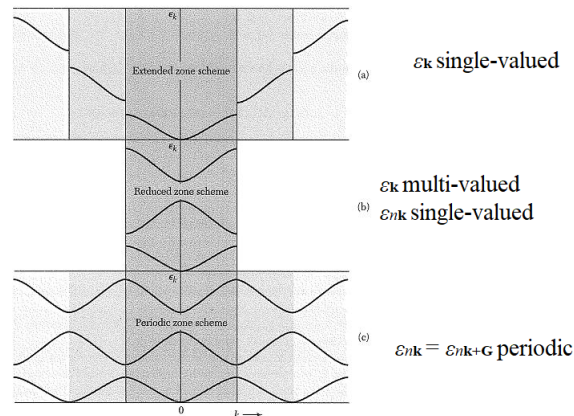 ϵk
Extended zone scheme
(a)
εk single-valued
ϵk
Reduced zone scheme
(b)
εk multi-valued
εnk single-valued
ϵk
Periodic zone scheme
(c)
εnk = εnk+G periodic
0
k →